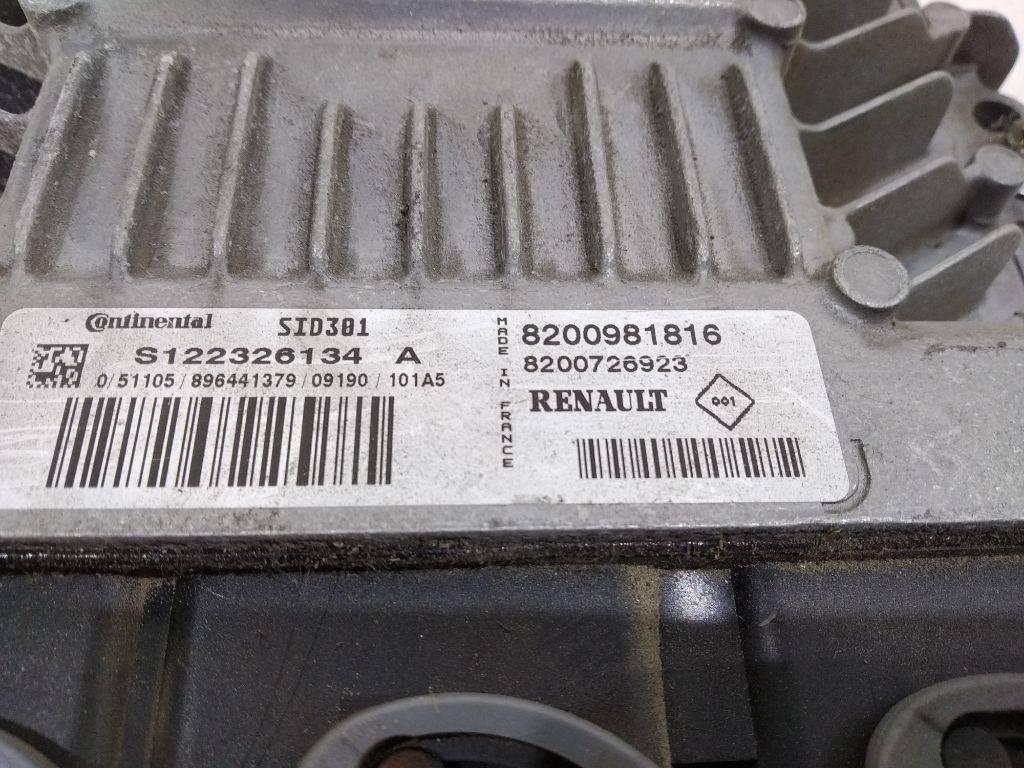 Continental SID301
S122326134 A
0/51105/896441379/09190/101A5
MADE IN FRANCE
8200981816
8200726923
RENAULT
001